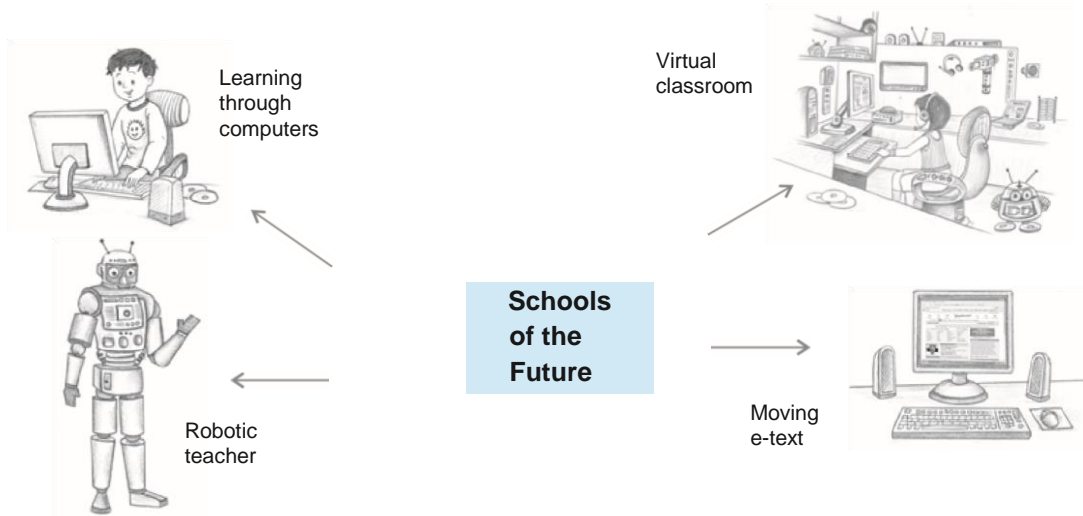 Learning
through
computers
Virtual
classroom
Schools
of the
Future
Robotic
teacher
Moving
e-text